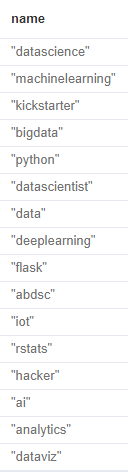 name
"datascience"
"machinelearning"
"kickstarter"
"bigdata"
"python"
"datascientist"
"data"
"deeplearning"
"flask"
"abdsc"
"iot"
"rstats"
"hacker"
"ai"
"analytics"
"dataviz"